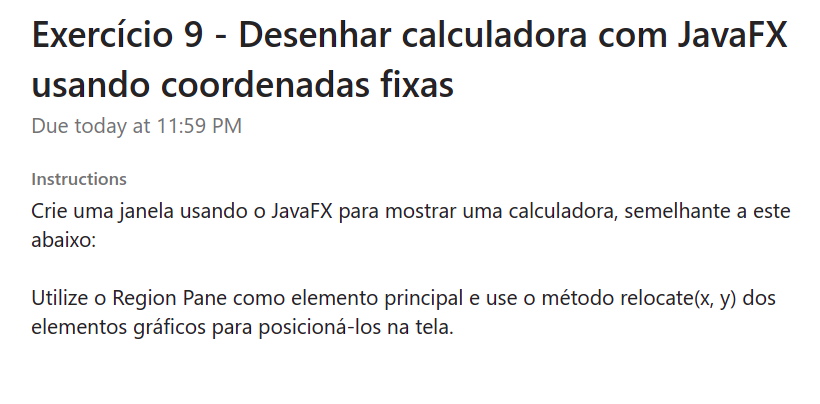 Exercício 9 - Desenhar calculadora com JavaFX
usando coordenadas fixas
Due today at 11:59 PM
Instructions
Crie uma janela usando o JavaFX para mostrar uma calculadora, semelhante a este
abaixo:
Utilize o Region Pane como elemento principal e use o método relocate(x, y) dos
elementos gráficos para posicioná-los na tela.